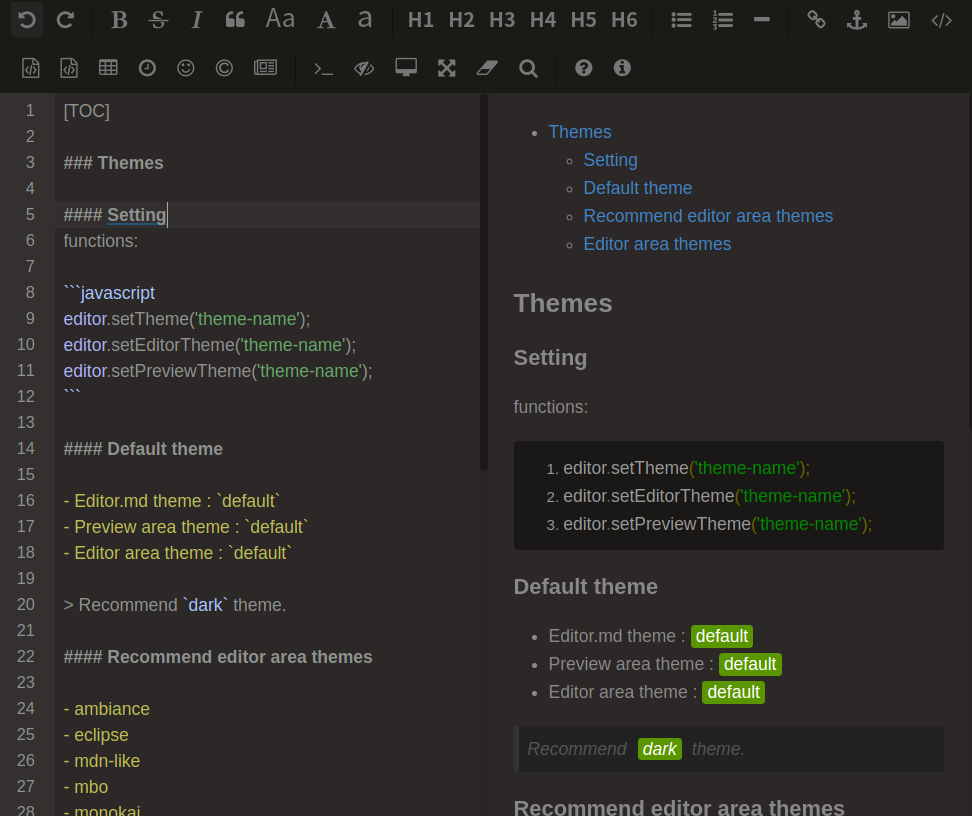 B S I Aa A a H1 H2 H3 H4 H5 H6
1 [TOC]
2
3 ### Themes
4
5 #### Setting
6 functions:
7
8 ```javascript
9 editor.setTheme('theme-name');
10 editor.setEditorTheme('theme-name');
11 editor.setPreviewTheme('theme-name');
12 ```
13
14 #### Default theme
15
16 - Editor.md theme : `default`
17 - Preview area theme : `default`
18 - Editor area theme : `default`
19
20 > Recommend `dark` theme.
21
22 #### Recommend editor area themes
23
24 - ambiance
25 - eclipse
26 - mdn-like
27 - mbo
28 - monokai
Themes
Setting
Default theme
Recommend editor area themes
Editor area themes
Themes
Setting
functions:
1. editor.setTheme('theme-name');
2. editor.setEditorTheme('theme-name');
3. editor.setPreviewTheme('theme-name');
Default theme
Editor.md theme : default
Preview area theme : default
Editor area theme : default
Recommend dark theme.
Recommend editor area themes